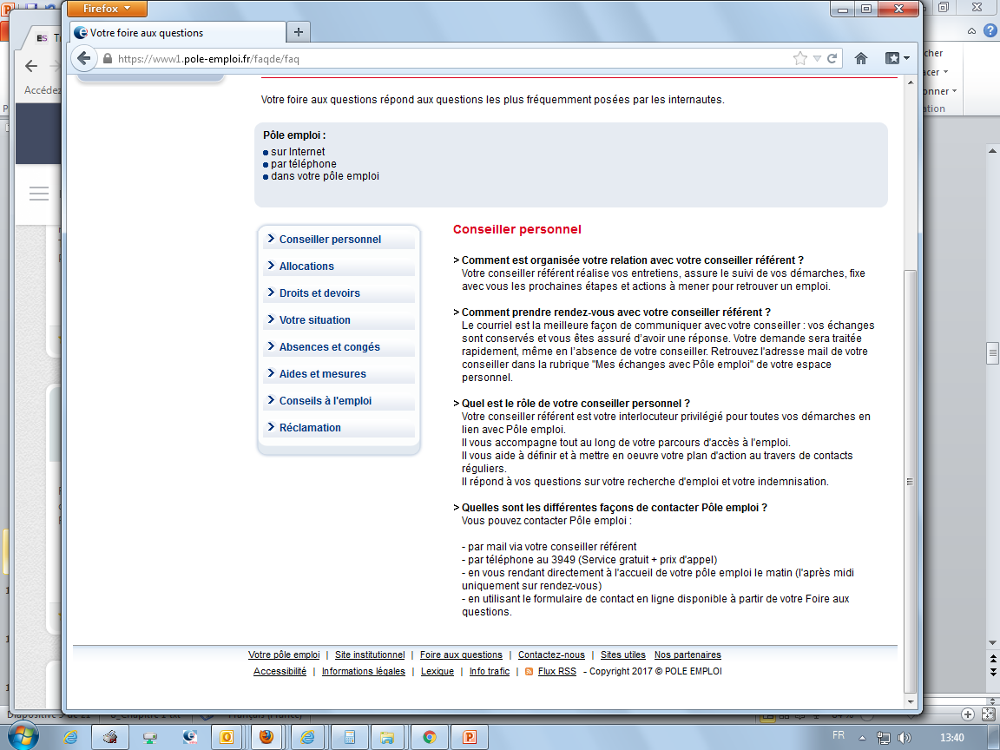 Firefox
Votre foire aux questions
https://www1.pole-emploi.fr/faqde/faq
ES
Accédez
cher
acer
onner
ation
Votre foire aux questions répond aux questions les plus fréquemment posées par les internautes.
Pôle emploi :
sur Internet
par téléphone
dans votre pôle emploi
Conseiller personnel
Allocations
Droits et devoirs
Votre situation
Absences et congés
Aides et mesures
Conseils à l'emploi
Réclamation
Conseiller personnel
> Comment est organisée votre relation avec votre conseiller référent ?
Votre conseiller référent réalise vos entretiens, assure le suivi de vos démarches, fixe
avec vous les prochaines étapes et actions à mener pour retrouver un emploi.
> Comment prendre rendez-vous avec votre conseiller référent ?
Le courriel est la meilleure façon de communiquer avec votre conseiller : vos échanges
sont conservés et vous êtes assuré d'avoir une réponse. Votre demande sera traitée
rapidement, même en l'absence de votre conseiller. Retrouvez l'adresse mail de votre
conseiller dans la rubrique "Mes échanges avec Pôle emploi" de votre espace
personnel.
> Quel est le rôle de votre conseiller personnel ?
Votre conseiller référent est votre interlocuteur privilégié pour toutes vos démarches en
lien avec Pôle emploi.
Il vous accompagne tout au long de votre parcours d'accès à l'emploi.
Il vous aide à définir et à mettre en oeuvre votre plan d'action au travers de contacts
réguliers.
Il répond à vos questions sur votre recherche d'emploi et votre indemnisation.
> Quelles sont les différentes façons de contacter Pôle emploi ?
Vous pouvez contacter Pôle emploi :
- par mail via votre conseiller référent
- par téléphone au 3949 (Service gratuit + prix d'appel)
- en vous rendant directement à l'accueil de votre pôle emploi le matin (l'après midi
uniquement sur rendez-vous)
- en utilisant le formulaire de contact en ligne disponible à partir de votre Foire aux
questions.
Votre pôle emploi | Site institutionnel | Foire aux questions | Contactez-nous | Sites utiles Nos partenaires
Accessibilité | Informations légales | Lexique | Info trafic | Flux RSS - Copyright 2017 © POLE EMPLOI
FR
13:40